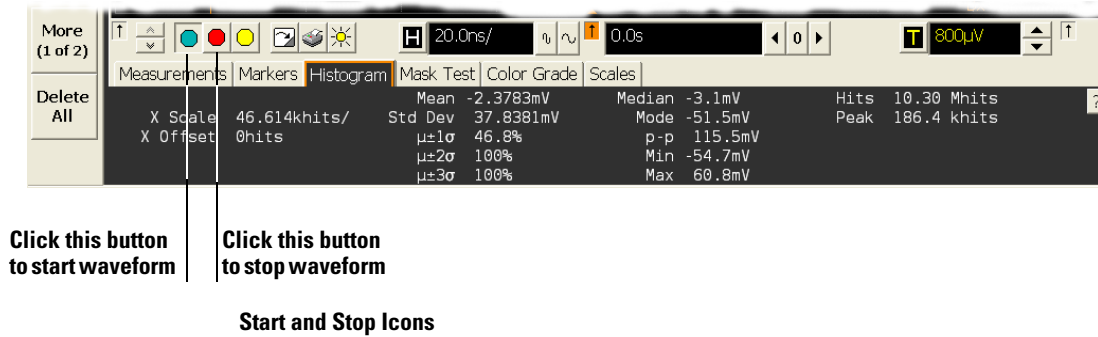 More
(1 of 2)
H 20.0ns/ 0.0s 0 T 800µV
Measurements Markers Histogram Mask Test Color Grade Scales
Delete
All
Mean -2.3783mV Median -3.1mV Hits 10.30 Mhits ?
X Scale 46.614khits/ Std Dev 37.8381mV Mode -51.5mV Peak 186.4 khits
X Offset 0hits µ±1σ 46.8% p-p 115.5mV
µ±2σ 100% Min -54.7mV
µ±3σ 100% Max 60.8mV
Click this button
to start waveform
Click this button
to stop waveform
Start and Stop Icons